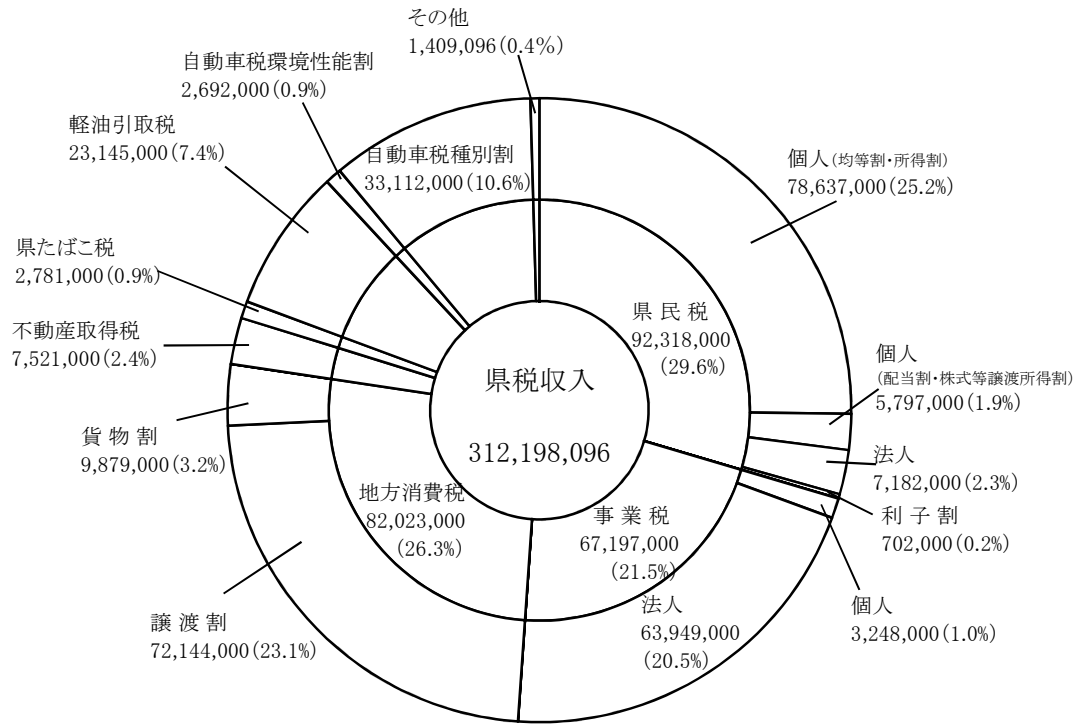 その他
1,409,096(0.4%)
自動車税環境性能割
2,692,000(0.9%)
軽油引取税
23,145,000(7.4%)
自動車税種別割
33,112,000(10.6%)
個人(均等割・所得割)
78,637,000(25.2%)
県たばこ税
2,781,000(0.9%)
不動産取得税
7,521,000(2.4%)
県民税
92,318,000
(29.6%)
個人
(配当割・株式等譲渡所得割)
5,797,000(1.9%)
県税収入
312,198,096
貨物割
9,879,000(3.2%)
法人
7,182,000(2.3%)
地方消費税
82,023,000
(26.3%)
事業税
67,197,000
(21.5%)
利子割
702,000(0.2%)
法人
63,949,000
(20.5%)
個人
3,248,000(1.0%)
譲渡割
72,144,000(23.1%)